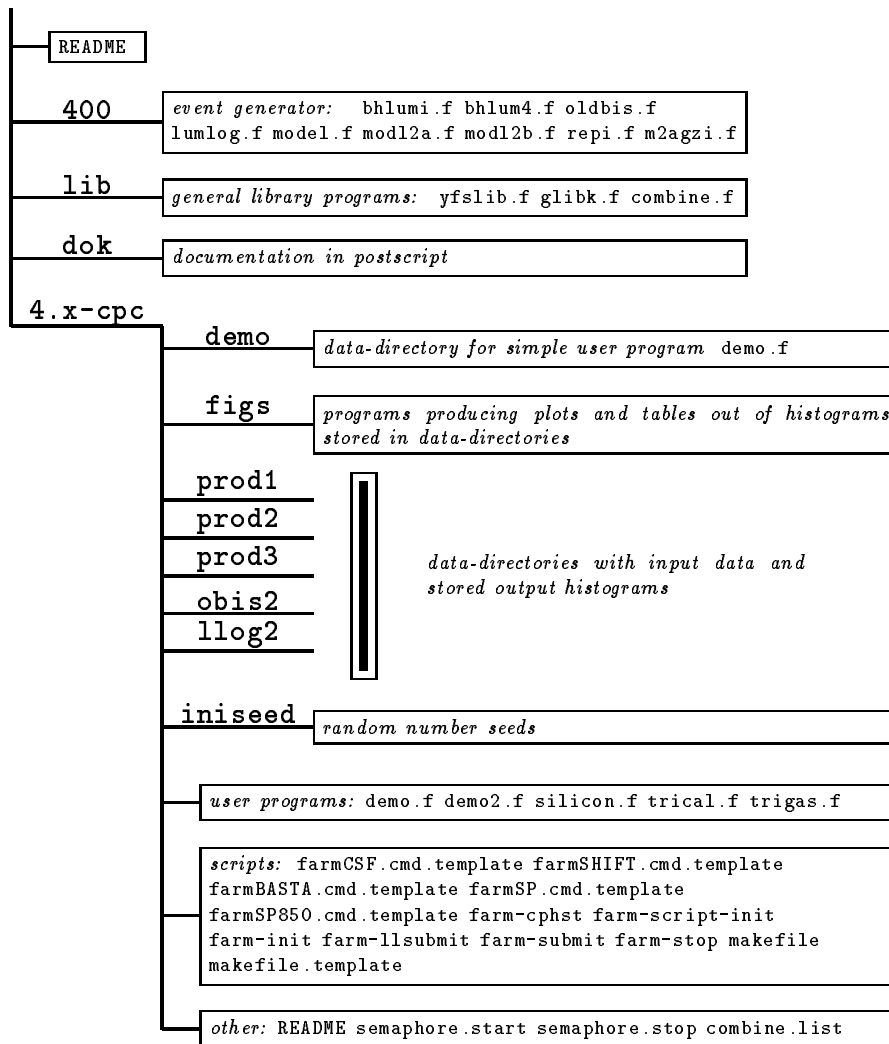 README
400
event generator: bhlumi.f bhlum4.f oldbis.f
lumlog.f model.f modl2a.f modl2b.f repi.f m2agzi.f
lib
general library programs: yfslib.f glibk.f combine.f
dok
documentation in postscript
4.x-cpc
demo
data-directory for simple user program demo.f
figs
programs producing plots and tables out of histograms
stored in data-directories
prod1
prod2
prod3
obis2
llog2
data-directories with input data and
stored output histograms
iniseed
random number seeds
user programs: demo.f demo2.f silicon.f trical.f trigas.f
scripts: farmCSF.cmd.template farmSHIFT.cmd.template
farmBASTA.cmd.template farmSP.cmd.template
farmSP850.cmd.template farm-cphst farm-script-init
farm-init farm-llsubmit farm-submit farm-stop makefile
makefile.template
other: README semaphore.start semaphore.stop combine.list